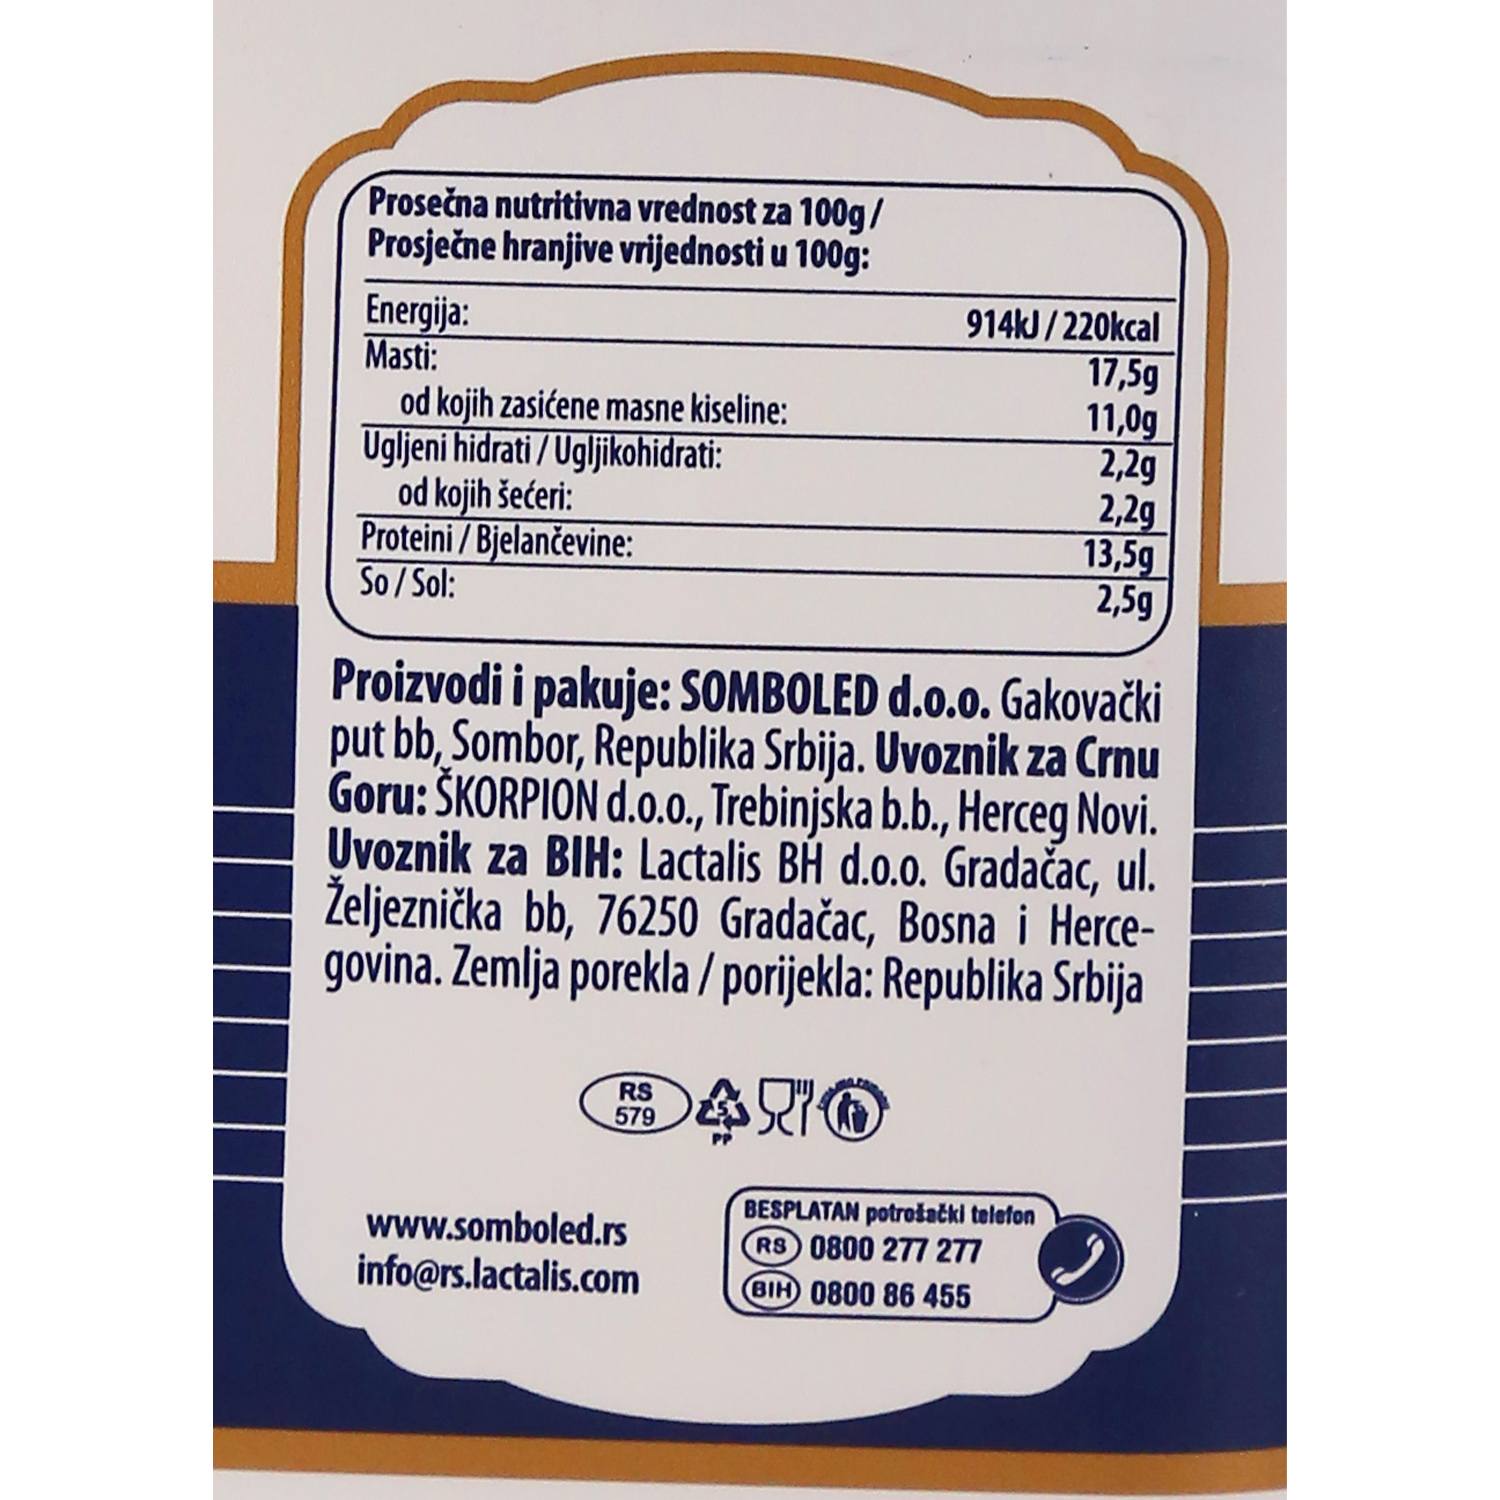 Prosečna nutritivna vrednost za 100g /
Prosječne hranjive vrijednosti u 100g:
Energija: 914kJ / 220kcal
Masti: 17,5g
od kojih zasićene masne kiseline: 11,0g
Ugljeni hidrati / Ugljikohidrati: 2,2g
od kojih šećeri: 2,2g
Proteini / Bjelančevine: 13,5g
So / Sol: 2,5g
Proizvodi i pakuje: SOMBOLED d.o.o. Gakovački
put bb, Sombor, Republika Srbija. Uvoznik za Crnu
Goru: ŠKORPION d.o.o., Trebinjska b.b., Herceg Novi.
Uvoznik za BIH: Lactalis BH d.o.o. Gradačac, ul.
Željeznička bb, 76250 Gradačac, Bosna i Herce-
govina. Zemlja porekla / porijekla: Republika Srbija
RS
579
5
PP
www.somboled.rs
info@rs.lactalis.com
BESPLATAN potrošački telefon
RS 0800 277 277
BIH 0800 86 455